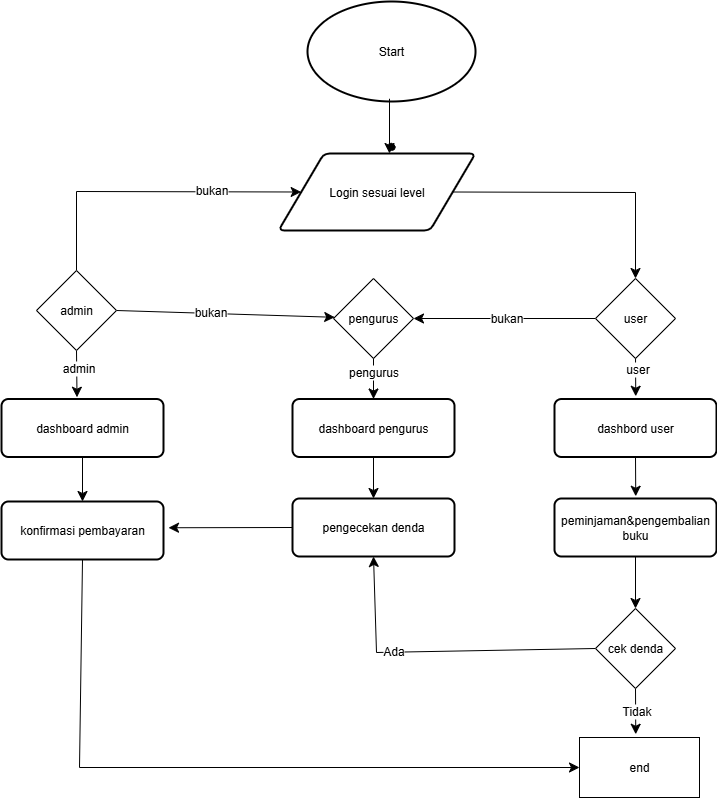 Start
bukan
Login sesuai level
admin
bukan
pengurus
bukan
user
admin
pengurus
user
dashboard admin
dashboard pengurus
dashbord user
konfirmasi pembayaran
pengecekan denda
peminjaman&pengembalian
buku
Ada
cek denda
Tidak
end